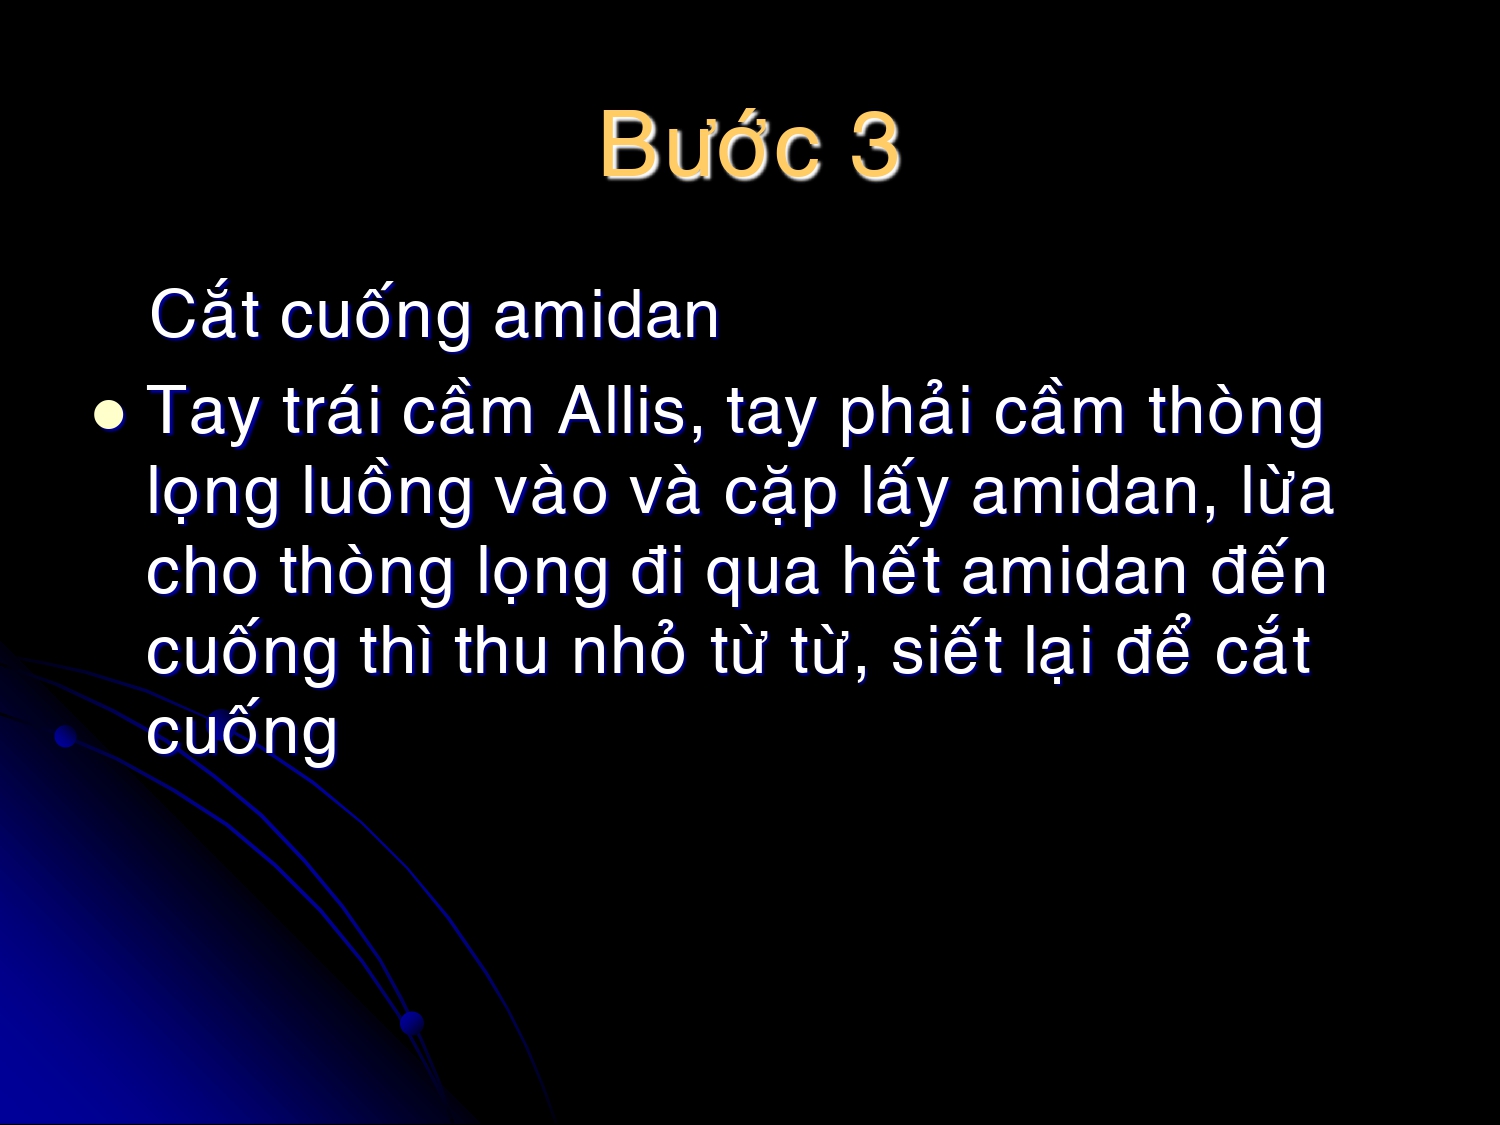 Bước 3
Cắt cuống amidan
Tay trái cầm Allis, tay phải cầm thòng
lọng luồng vào và cặp lấy amidan, lừa
cho thòng lọng đi qua hết amidan đến
cuống thì thu nhỏ từ từ, siết lại để cắt
cuống